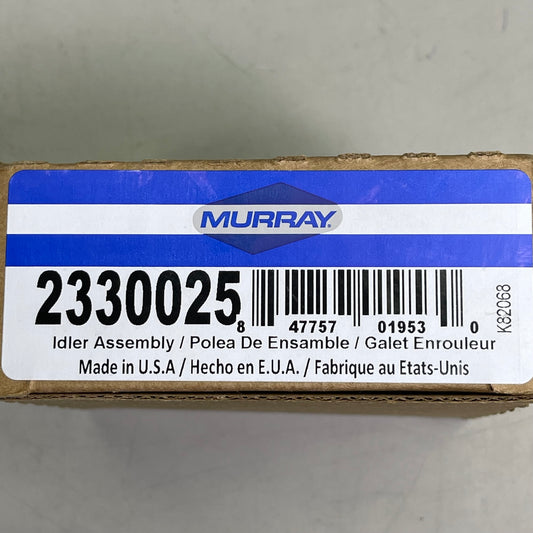 MURRAY®
2330025
8 47757 01953 0
Idler Assembly / Polea De Ensamble / Galet Enrouleur
Made in U.S.A / Hecho en E.U.A. / Fabrique au Etats-Unis
K82068